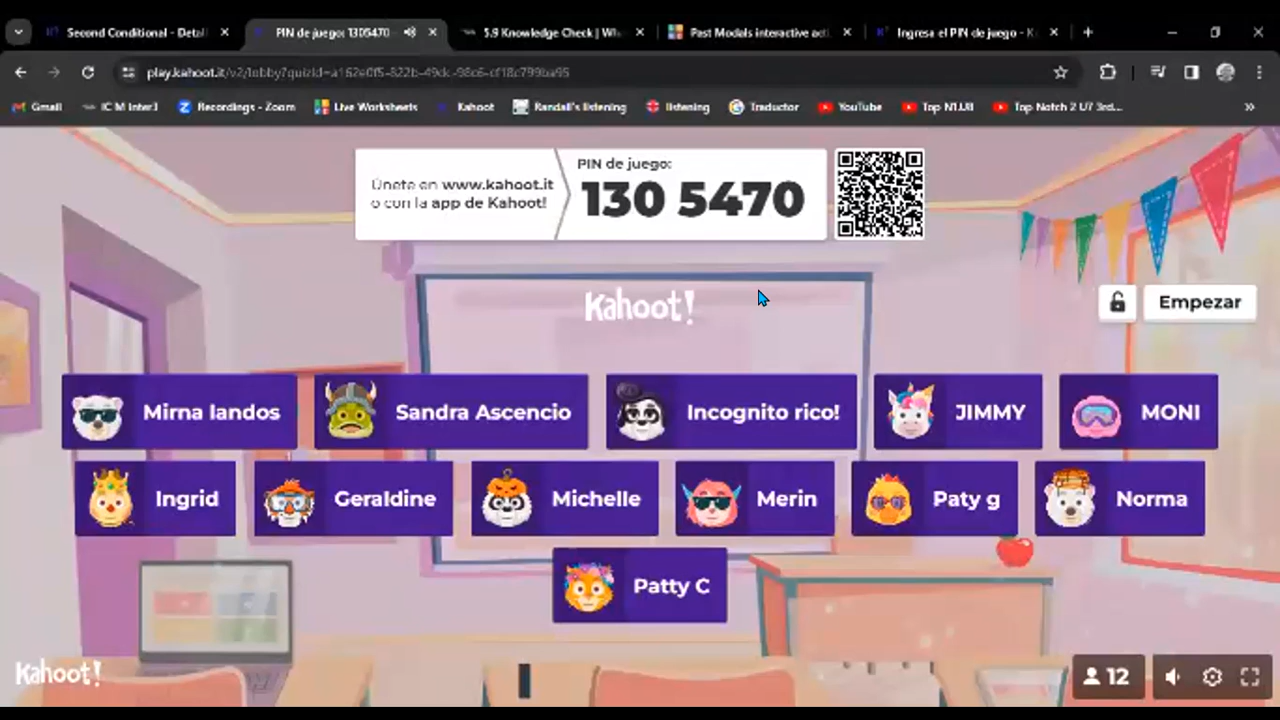 Second Conditional - Detail
PIN de juego: 1305470
5.9 Knowledge Check | Wh
Past Modals interactive acti
Ingresa el PIN de juego - K
play.kahoot.it/v2/lobby?quizId=a162e0f5-822b-49dc-98c6-cf18c799ba95
Gmail
IC M Inter3
Recordings - Zoom
Live Worksheets
Kahoot
Randall's listening
listening
Traductor
YouTube
Top N1.U8
Top Notch 2 U7 3rd...
Únete en www.kahoot.it
o con la app de Kahoot!
PIN de juego:
130 5470
Kahoot!
Empezar
Mirna landos
Sandra Ascencio
Incognito rico!
JIMMY
MONI
Ingrid
Geraldine
Michelle
Merin
Paty g
Norma
Patty C
Kahoot!
12